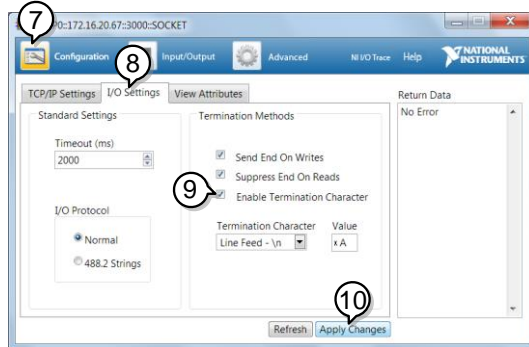 7
0::172.16.20.67::3000::SOCKET
Configuration
Input/Output
Advanced
NI I/O Trace
Help
NATIONAL INSTRUMENTS
8
TCP/IP Settings
I/O Settings
View Attributes
Return Data
Standard Settings
Termination Methods
No Error
Timeout (ms)
2000
Send End On Writes
Suppress End On Reads
9
Enable Termination Character
I/O Protocol
Termination Character
Value
Normal
Line Feed - \n
x A
488.2 Strings
10
Refresh
Apply Changes